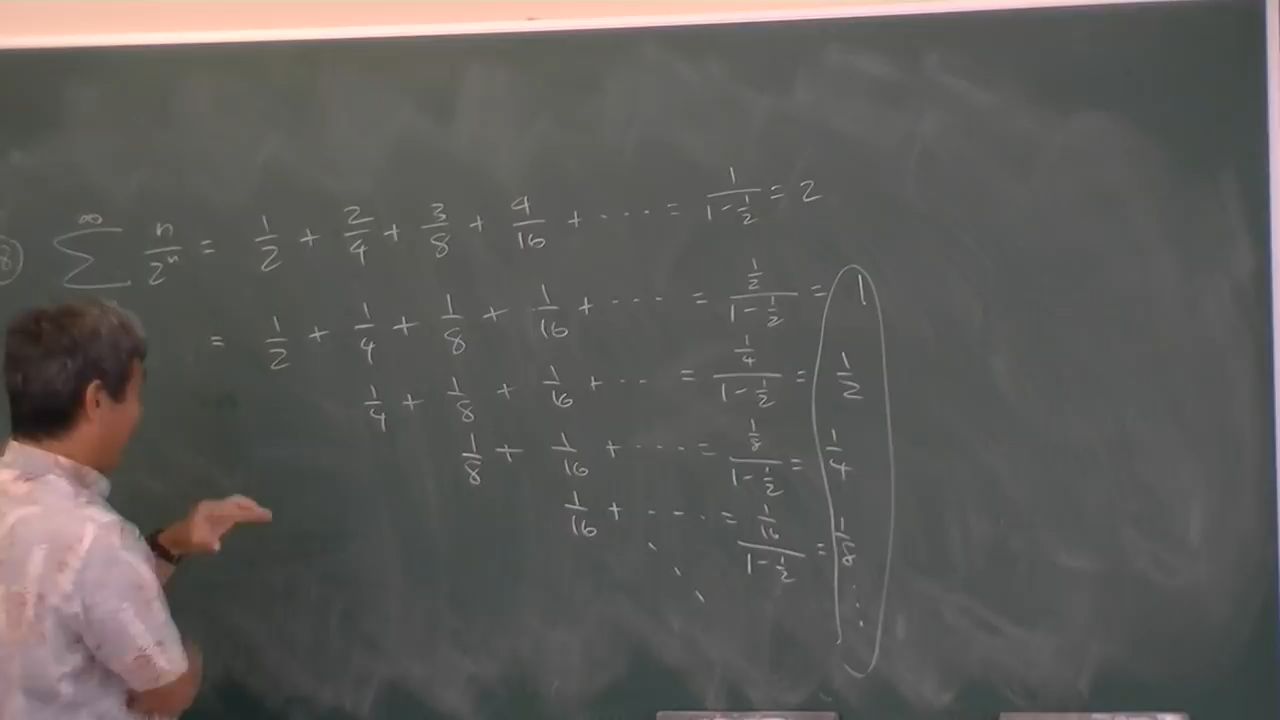 ⑧ ∑^∞ n/2ⁿ = 1/2 + 2/4 + 3/8 + 4/16 + ···· = 1/(1-1/2) = 2
= 1/2 + 1/4 + 1/8 + 1/16 + ···· = (1/2)/(1-1/2) = 1
1/4 + 1/8 + 1/16 + ··· = (1/4)/(1-1/2) = 1/2
1/8 + 1/16 + ···· = (1/8)/(1-1/2) = 1/4
1/16 + ···· = (1/16)/(1-1/2) = 1/8
⋱ ⋮